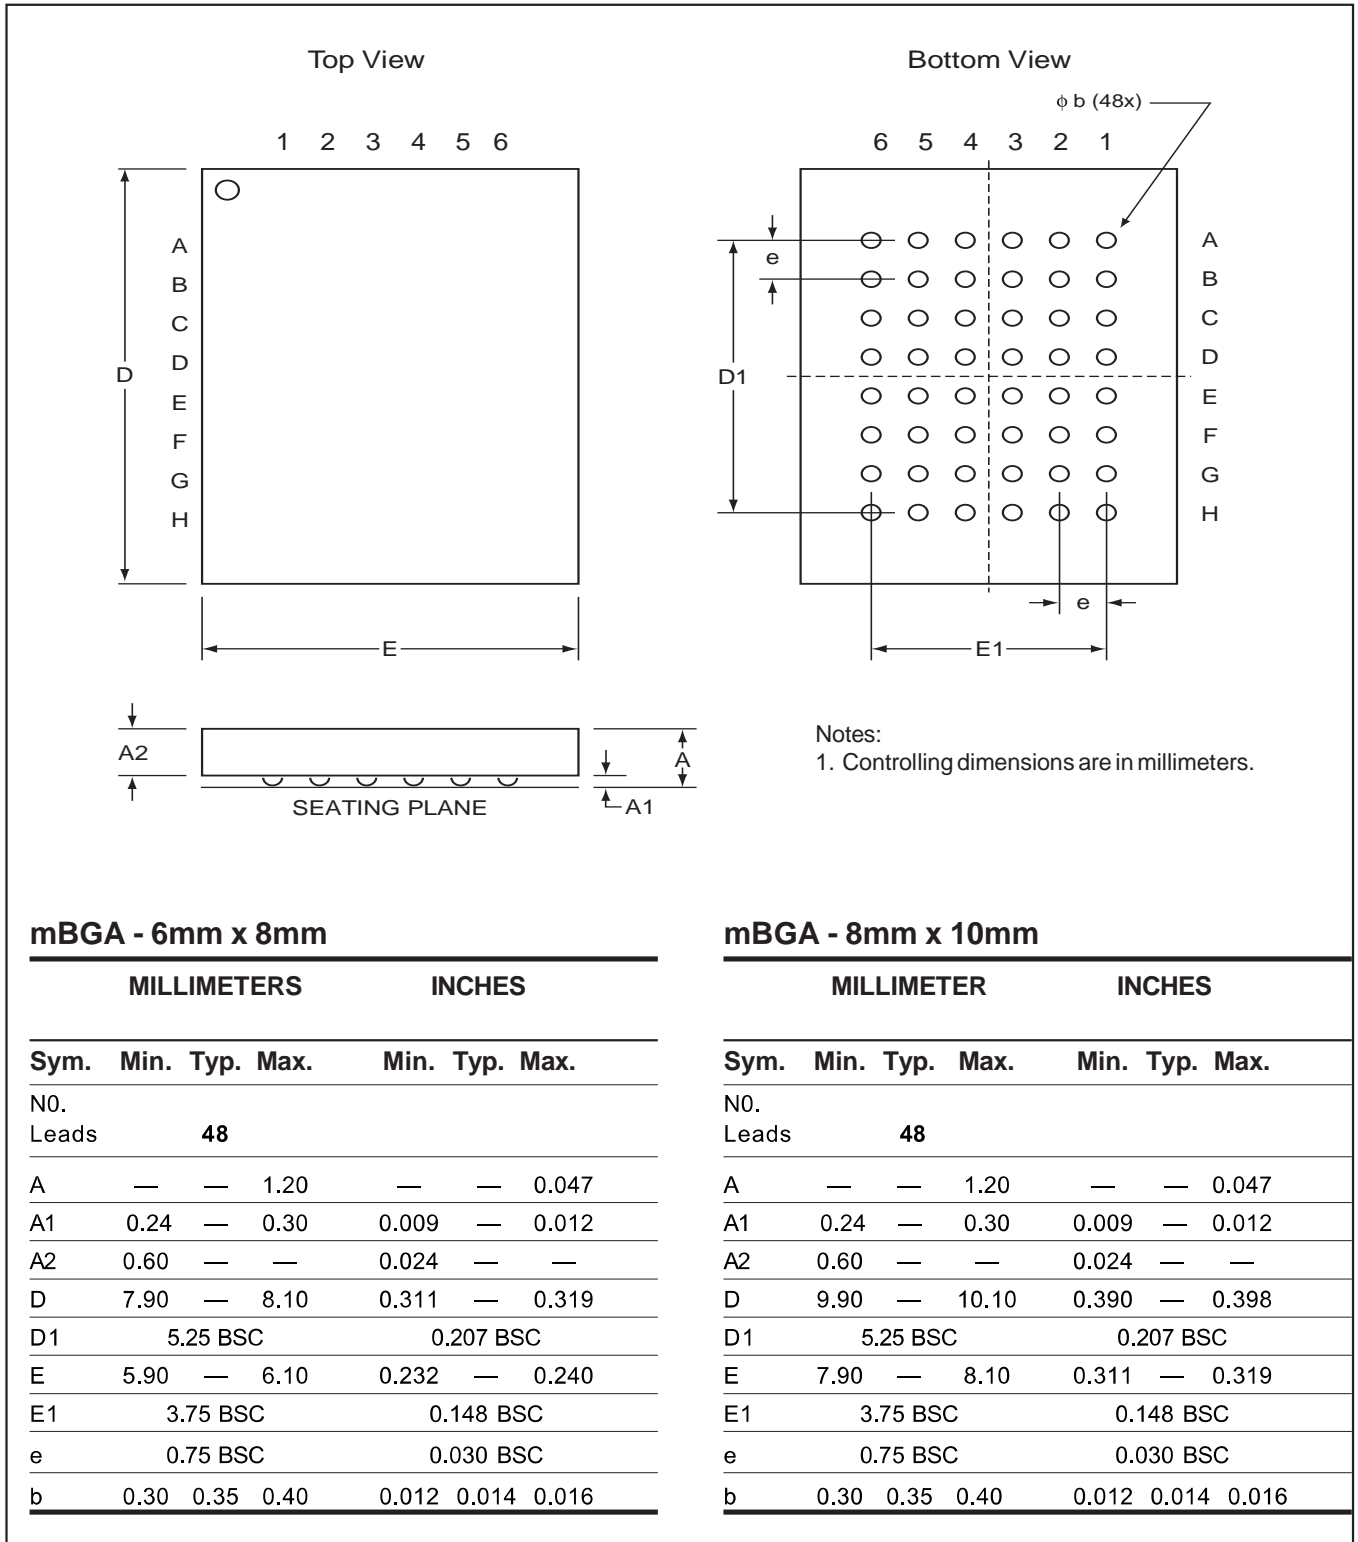 Top View
1 2 3 4 5 6
A
B
C
D
E
F
G
H
D
E
Bottom View
ϕ b (48x)
6 5 4 3 2 1
e
D1
A
B
C
D
E
F
G
H
e
E1
A2
A
A1
SEATING PLANE
Notes:
1. Controlling dimensions are in millimeters.
mBGA - 6mm x 8mm
MILLIMETERS INCHES
Sym. Min. Typ. Max. Min. Typ. Max.
N0.
Leads 48
A — — 1.20 — — 0.047
A1 0.24 — 0.30 0.009 — 0.012
A2 0.60 — — 0.024 — —
D 7.90 — 8.10 0.311 — 0.319
D1 5.25 BSC 0.207 BSC
E 5.90 — 6.10 0.232 — 0.240
E1 3.75 BSC 0.148 BSC
e 0.75 BSC 0.030 BSC
b 0.30 0.35 0.40 0.012 0.014 0.016
mBGA - 8mm x 10mm
MILLIMETER INCHES
Sym. Min. Typ. Max. Min. Typ. Max.
N0.
Leads 48
A — — 1.20 — — 0.047
A1 0.24 — 0.30 0.009 — 0.012
A2 0.60 — — 0.024 — —
D 9.90 — 10.10 0.390 — 0.398
D1 5.25 BSC 0.207 BSC
E 7.90 — 8.10 0.311 — 0.319
E1 3.75 BSC 0.148 BSC
e 0.75 BSC 0.030 BSC
b 0.30 0.35 0.40 0.012 0.014 0.016